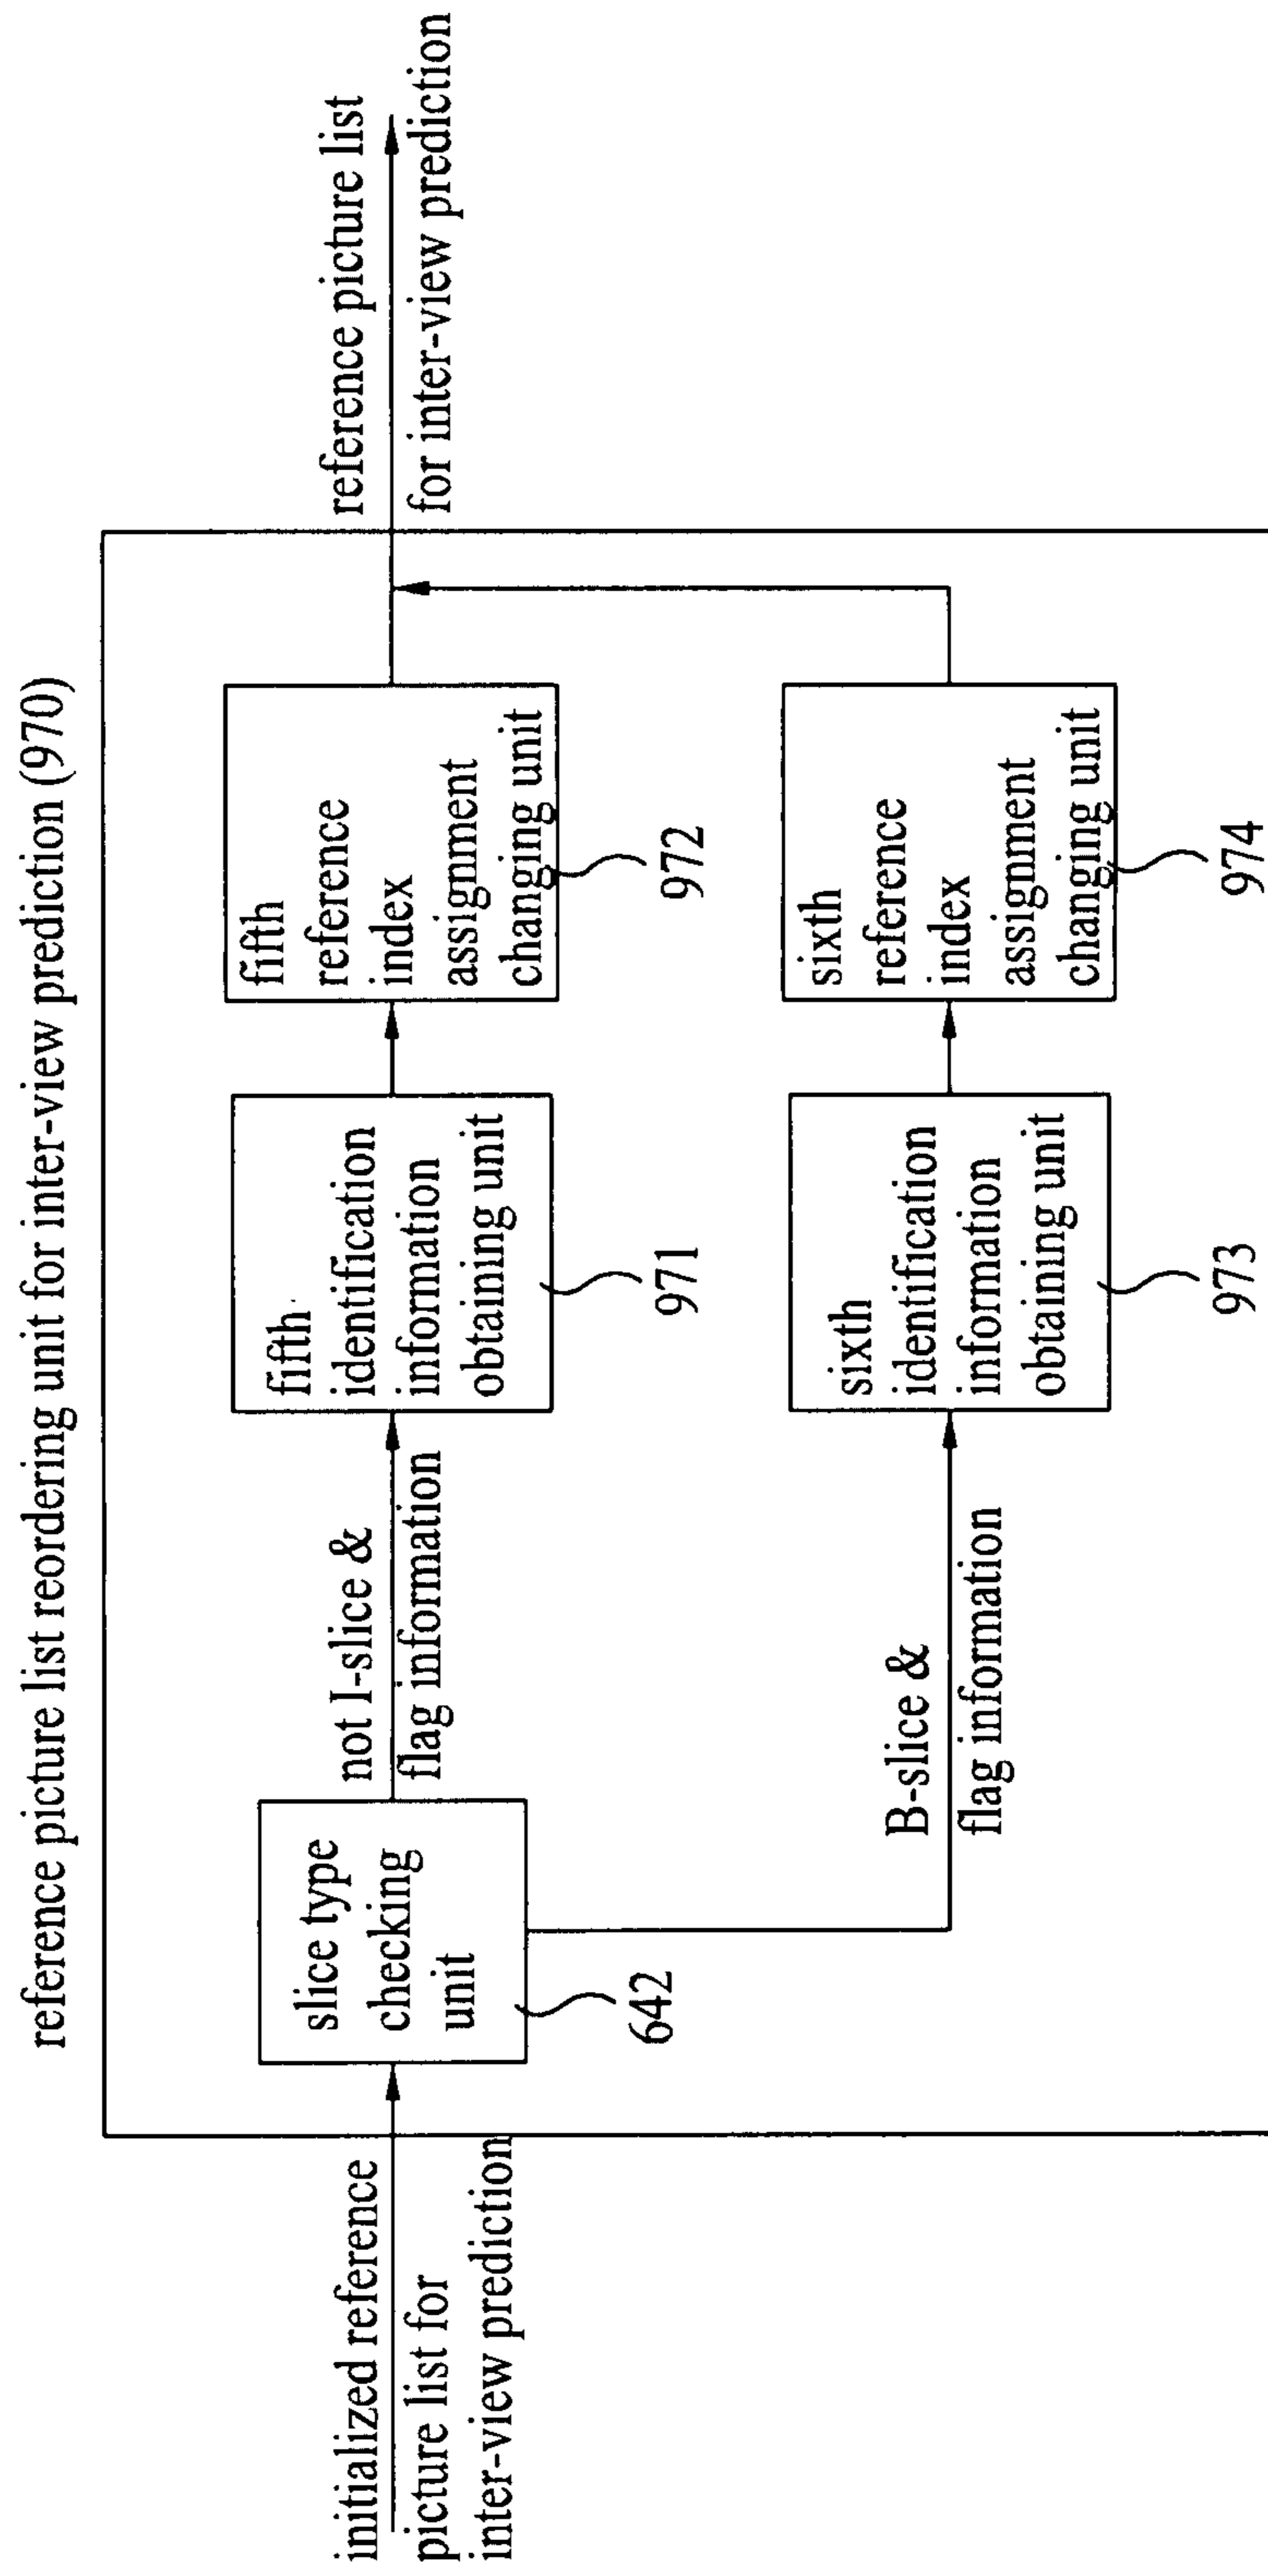 reference picture list reordering unit for inter-view prediction (970)
initialized reference
picture list for
inter-view prediction
slice type
checking
unit
642
not I-slice &
flag information
B-slice &
flag information
fifth
identification
information
obtaining unit
971
sixth
identification
information
obtaining unit
973
fifth
reference
index
assignment
changing unit
972
sixth
reference
index
assignment
changing unit
974
reference picture list
for inter-view prediction